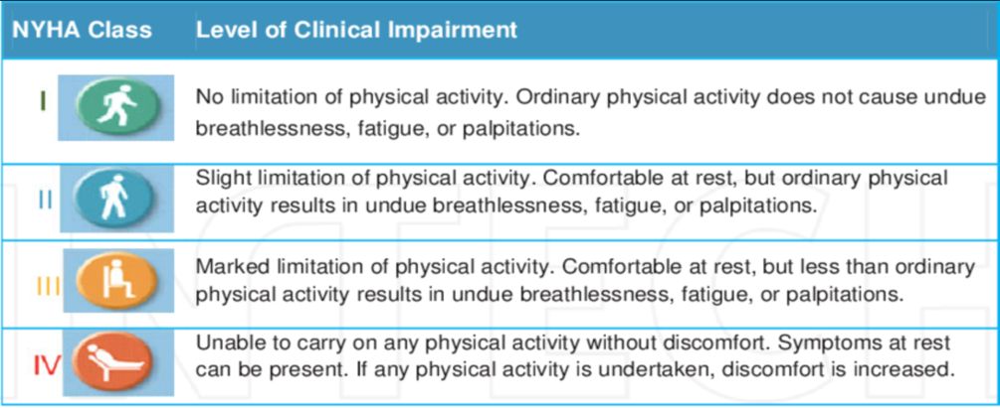 NYHA Class Level of Clinical Impairment
I No limitation of physical activity. Ordinary physical activity does not cause undue
breathlessness, fatigue, or palpitations.
II Slight limitation of physical activity. Comfortable at rest, but ordinary physical
activity results in undue breathlessness, fatigue, or palpitations.
III Marked limitation of physical activity. Comfortable at rest, but less than ordinary
physical activity results in undue breathlessness, fatigue, or palpitations.
IV Unable to carry on any physical activity without discomfort. Symptoms at rest
can be present. If any physical activity is undertaken, discomfort is increased.
INTECH